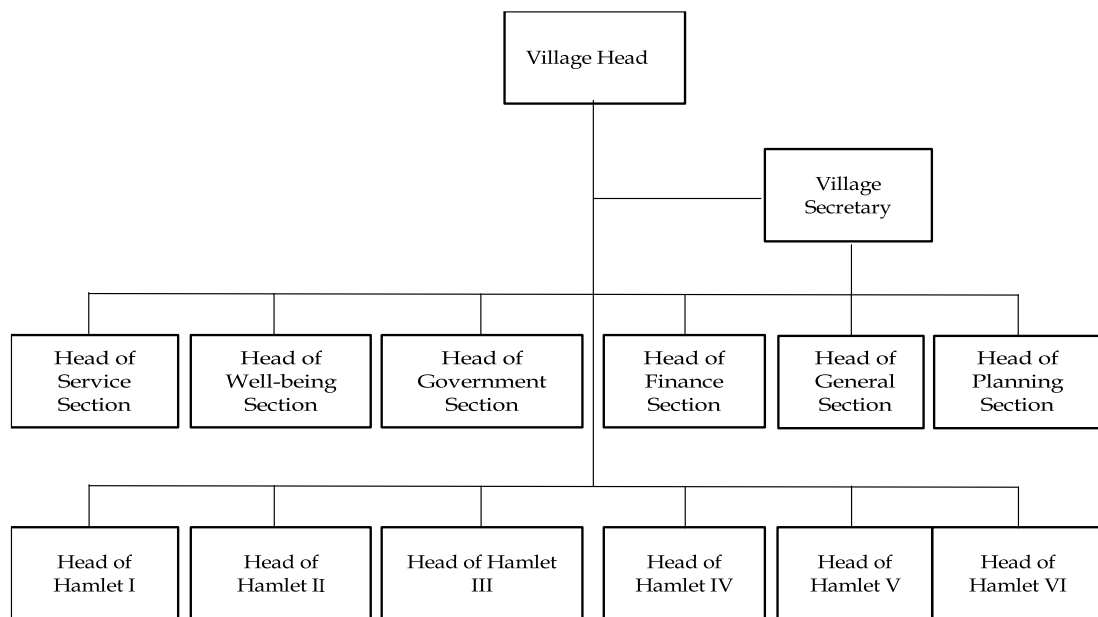 Village Head
Village
Secretary
Head of
Service
Section
Head of
Well-being
Section
Head of
Government
Section
Head of
Finance
Section
Head of
General
Section
Head of
Planning
Section
Head of
Hamlet I
Head of
Hamlet II
Head of Hamlet
III
Head of
Hamlet IV
Head of
Hamlet V
Head of
Hamlet VI